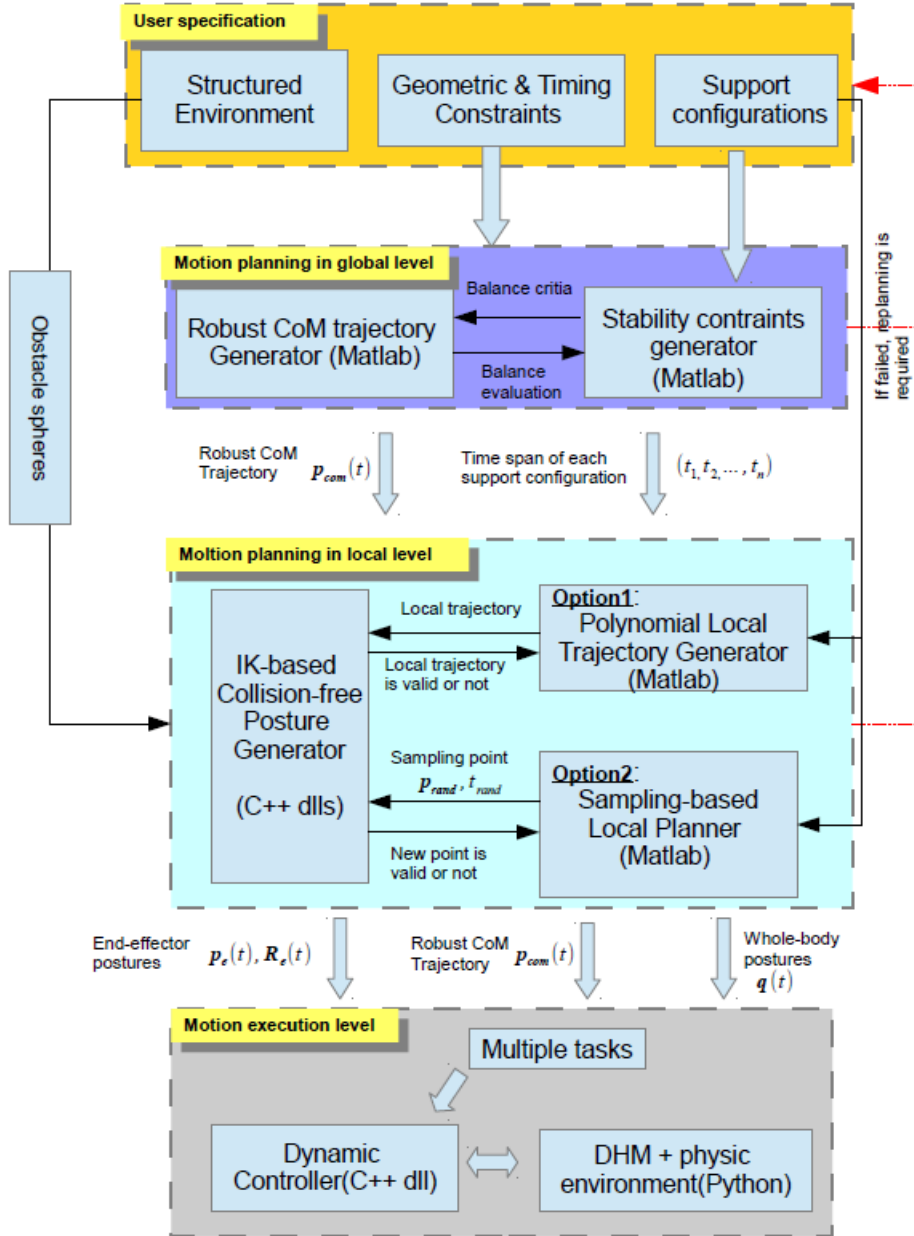 User specification
Structured
Environment
Geometric & Timing
Constraints
Support
configurations
If failed, replanning is
required
Obstacle spheres
Motion planning in global level
Robust CoM trajectory
Generator (Matlab)
Balance critia
Balance
evaluation
Stability contraints
generator
(Matlab)
Robust CoM
Trajectory
p_com(t)
Time span of each
support configuration
(t_1, t_2, ... , t_n)
Moltion planning in local level
IK-based
Collision-free
Posture
Generator
(C++ dlls)
Local trajectory
Local trajectory
is valid or not
Option1:
Polynomial Local
Trajectory Generator
(Matlab)
Sampling point
p_rand, t_rand
New point is
valid or not
Option2:
Sampling-based
Local Planner
(Matlab)
End-effector
postures
p_e(t), R_e(t)
Robust CoM
Trajectory
p_com(t)
Whole-body
postures
q(t)
Motion execution level
Multiple tasks
Dynamic
Controller(C++ dll)
DHM + physic
environment(Python)